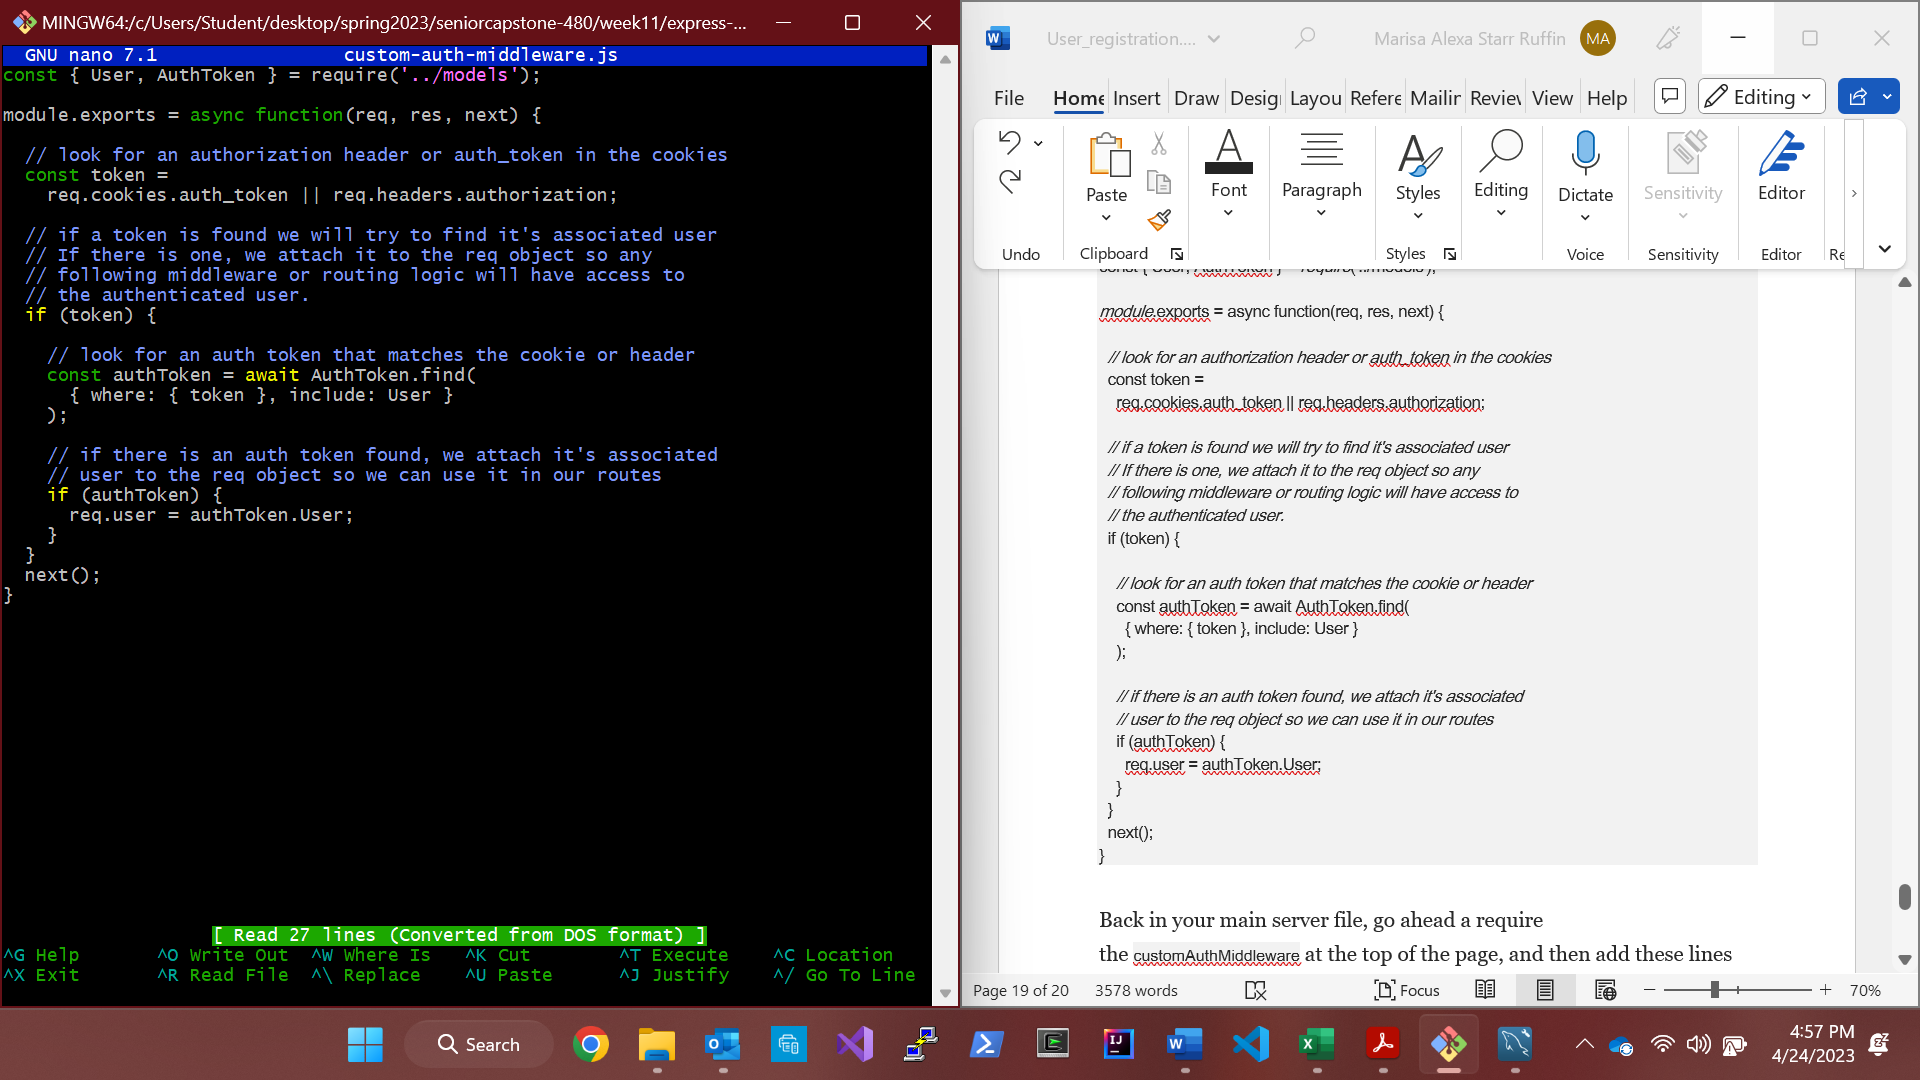 MINGW64:/c/Users/Student/desktop/spring2023/seniorcapstone-480/week11/express-...
GNU nano 7.1 custom-auth-middleware.js
const { User, AuthToken } = require('../models');
module.exports = async function(req, res, next) {
// look for an authorization header or auth_token in the cookies
const token =
req.cookies.auth_token || req.headers.authorization;
// if a token is found we will try to find it's associated user
// If there is one, we attach it to the req object so any
// following middleware or routing logic will have access to
// the authenticated user.
if (token) {
// look for an auth token that matches the cookie or header
const authToken = await AuthToken.find(
{ where: { token }, include: User }
);
// if there is an auth token found, we attach it's associated
// user to the req object so we can use it in our routes
if (authToken) {
req.user = authToken.User;
}
}
next();
}
[ Read 27 lines (Converted from DOS format) ]
^G Help ^O Write Out ^W Where Is ^K Cut ^T Execute ^C Location
^X Exit ^R Read File ^\ Replace ^U Paste ^J Justify ^/ Go To Line
User_registration.... Marisa Alexa Starr Ruffin MA
File Home Insert Draw Desig Layou Refere Mailir Review View Help Editing
Paste Font Paragraph Styles Editing Dictate Sensitivity Editor
Undo Clipboard Styles Voice Sensitivity Editor Re
const { User, AuthToken } = require('../models');
module.exports = async function(req, res, next) {
// look for an authorization header or auth_token in the cookies
const token =
req.cookies.auth_token || req.headers.authorization;
// if a token is found we will try to find it's associated user
// If there is one, we attach it to the req object so any
// following middleware or routing logic will have access to
// the authenticated user.
if (token) {
// look for an auth token that matches the cookie or header
const authToken = await AuthToken.find(
{ where: { token }, include: User }
);
// if there is an auth token found, we attach it's associated
// user to the req object so we can use it in our routes
if (authToken) {
req.user = authToken.User;
}
}
next();
}
Back in your main server file, go ahead a require
the customAuthMiddleware at the top of the page, and then add these lines
Page 19 of 20 3578 words Focus 70%
Search
4:57 PM
4/24/2023